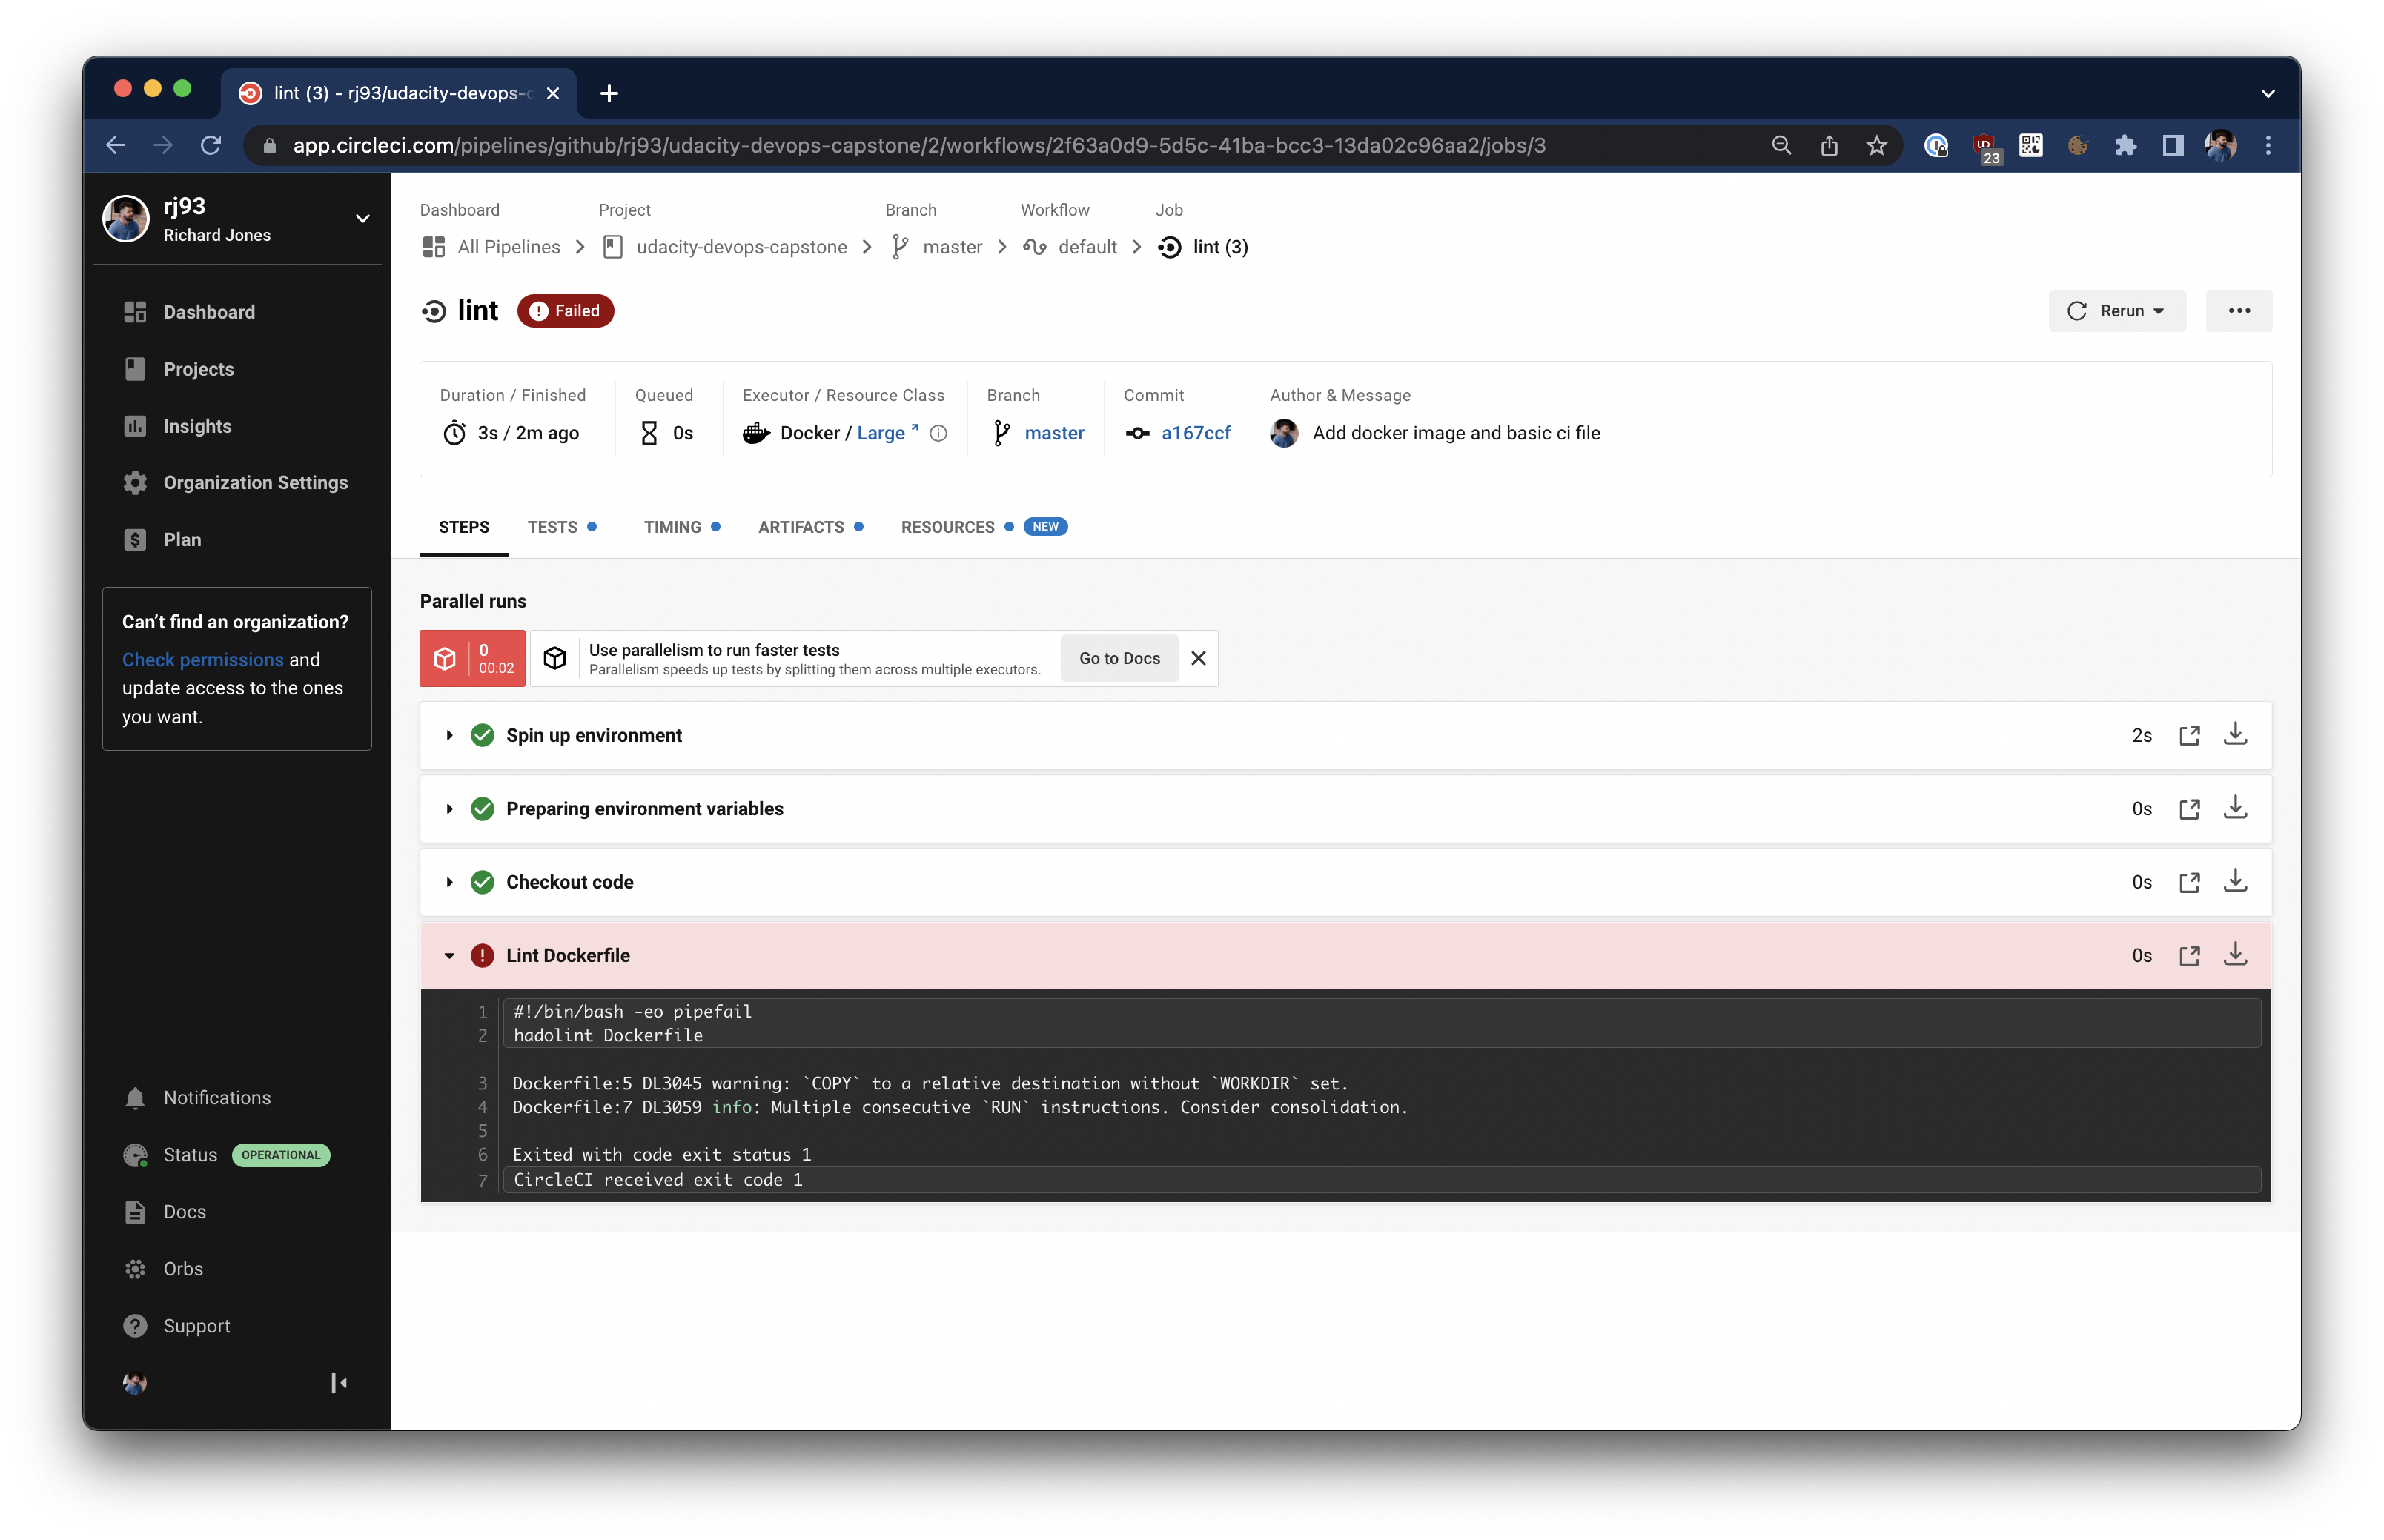 lint (3) - rj93/udacity-devops-c
app.circleci.com/pipelines/github/rj93/udacity-devops-capstone/2/workflows/2f63a0d9-5d5c-41ba-bcc3-13da02c96aa2/jobs/3
23
rj93
Richard Jones
Dashboard
Projects
Insights
Organization Settings
Plan
Can't find an organization?
Check permissions and
update access to the ones
you want.
Notifications
Status OPERATIONAL
Docs
Orbs
Support
Dashboard Project Branch Workflow Job
All Pipelines udacity-devops-capstone master default lint (3)
lint Failed
Rerun
Duration / Finished Queued Executor / Resource Class Branch Commit Author & Message
3s / 2m ago 0s Docker / Large master a167ccf Add docker image and basic ci file
STEPS TESTS TIMING ARTIFACTS RESOURCES NEW
Parallel runs
0
00:02
Use parallelism to run faster tests
Parallelism speeds up tests by splitting them across multiple executors.
Go to Docs
Spin up environment 2s
Preparing environment variables 0s
Checkout code 0s
Lint Dockerfile 0s
1 #!/bin/bash -eo pipefail
2 hadolint Dockerfile
3 Dockerfile:5 DL3045 warning: `COPY` to a relative destination without `WORKDIR` set.
4 Dockerfile:7 DL3059 info: Multiple consecutive `RUN` instructions. Consider consolidation.
5
6 Exited with code exit status 1
7 CircleCI received exit code 1